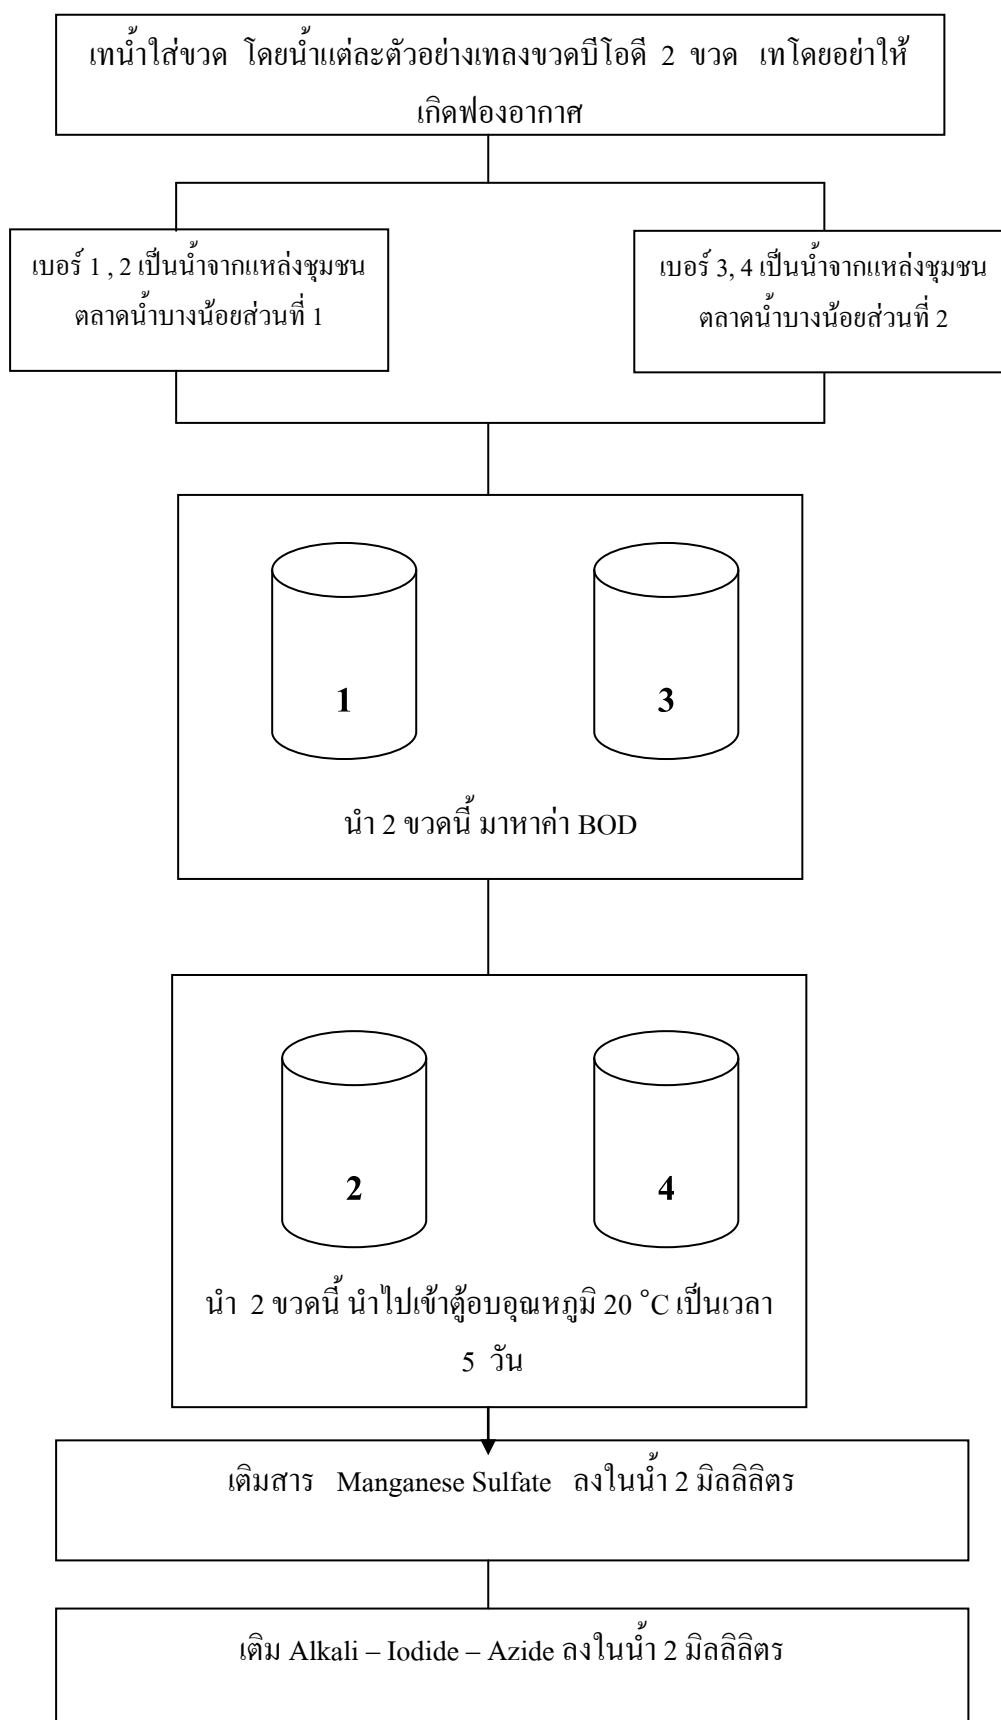 เทน้ำใส่ขวด โดยน้ำแต่ละตัวอย่างเทลงขวดบีโอดี 2 ขวด เทโดยอย่าให้
เกิดฟองอากาศ
เบอร์ 1 , 2 เป็นน้ำจากแหล่งชุมชน
ตลาดน้ำบางน้อยส่วนที่ 1
เบอร์ 3, 4 เป็นน้ำจากแหล่งชุมชน
ตลาดน้ำบางน้อยส่วนที่ 2
1
3
นำ 2 ขวดนี้ มาหาค่า BOD
2
4
นำ 2 ขวดนี้ นำไปเข้าตู้อบอุณหภูมิ 20 °C เป็นเวลา
5 วัน
เติมสาร Manganese Sulfate ลงในน้ำ 2 มิลลิลิตร
เติม Alkali – Iodide – Azide ลงในน้ำ 2 มิลลิลิตร